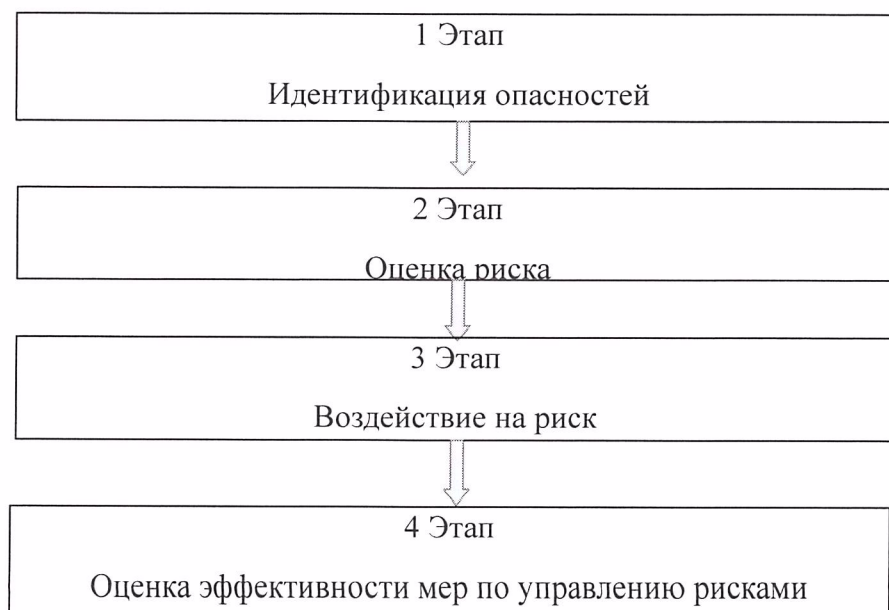 1 Этап
Идентификация опасностей
2 Этап
Оценка риска
3 Этап
Воздействие на риск
4 Этап
Оценка эффективности мер по управлению рисками